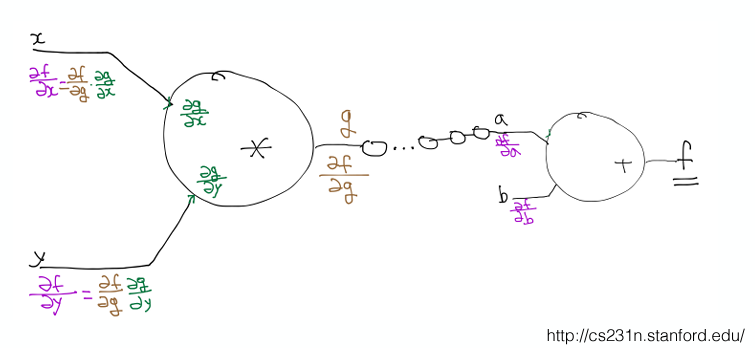 x
∂f/∂x = ∂f/∂g · ∂g/∂x
∂g/∂x
*
∂g/∂y
g
∂f/∂g
...
a
∂f/∂a
b
∂f/∂b
+
f
y
∂f/∂y = ∂f/∂g ∂g/∂y
http://cs231n.stanford.edu/